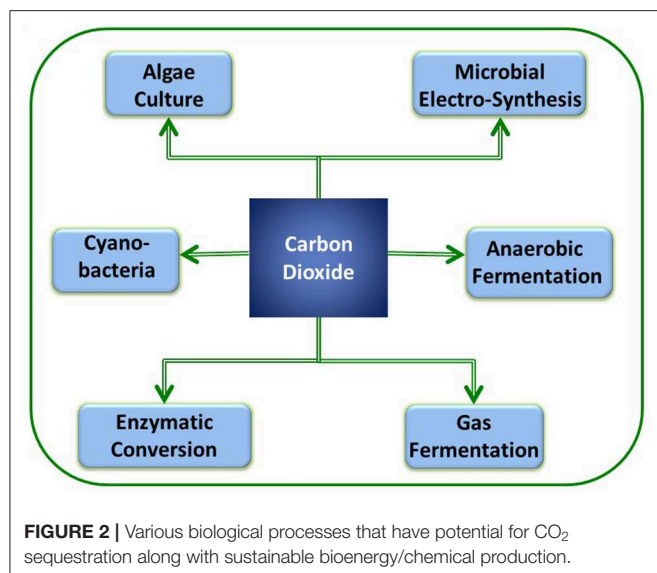 Algae
Culture
Microbial
Electro-Synthesis
Cyano-
bacteria
Carbon
Dioxide
Anaerobic
Fermentation
Enzymatic
Conversion
Gas
Fermentation
FIGURE 2 | Various biological processes that have potential for CO₂
sequestration along with sustainable bioenergy/chemical production.